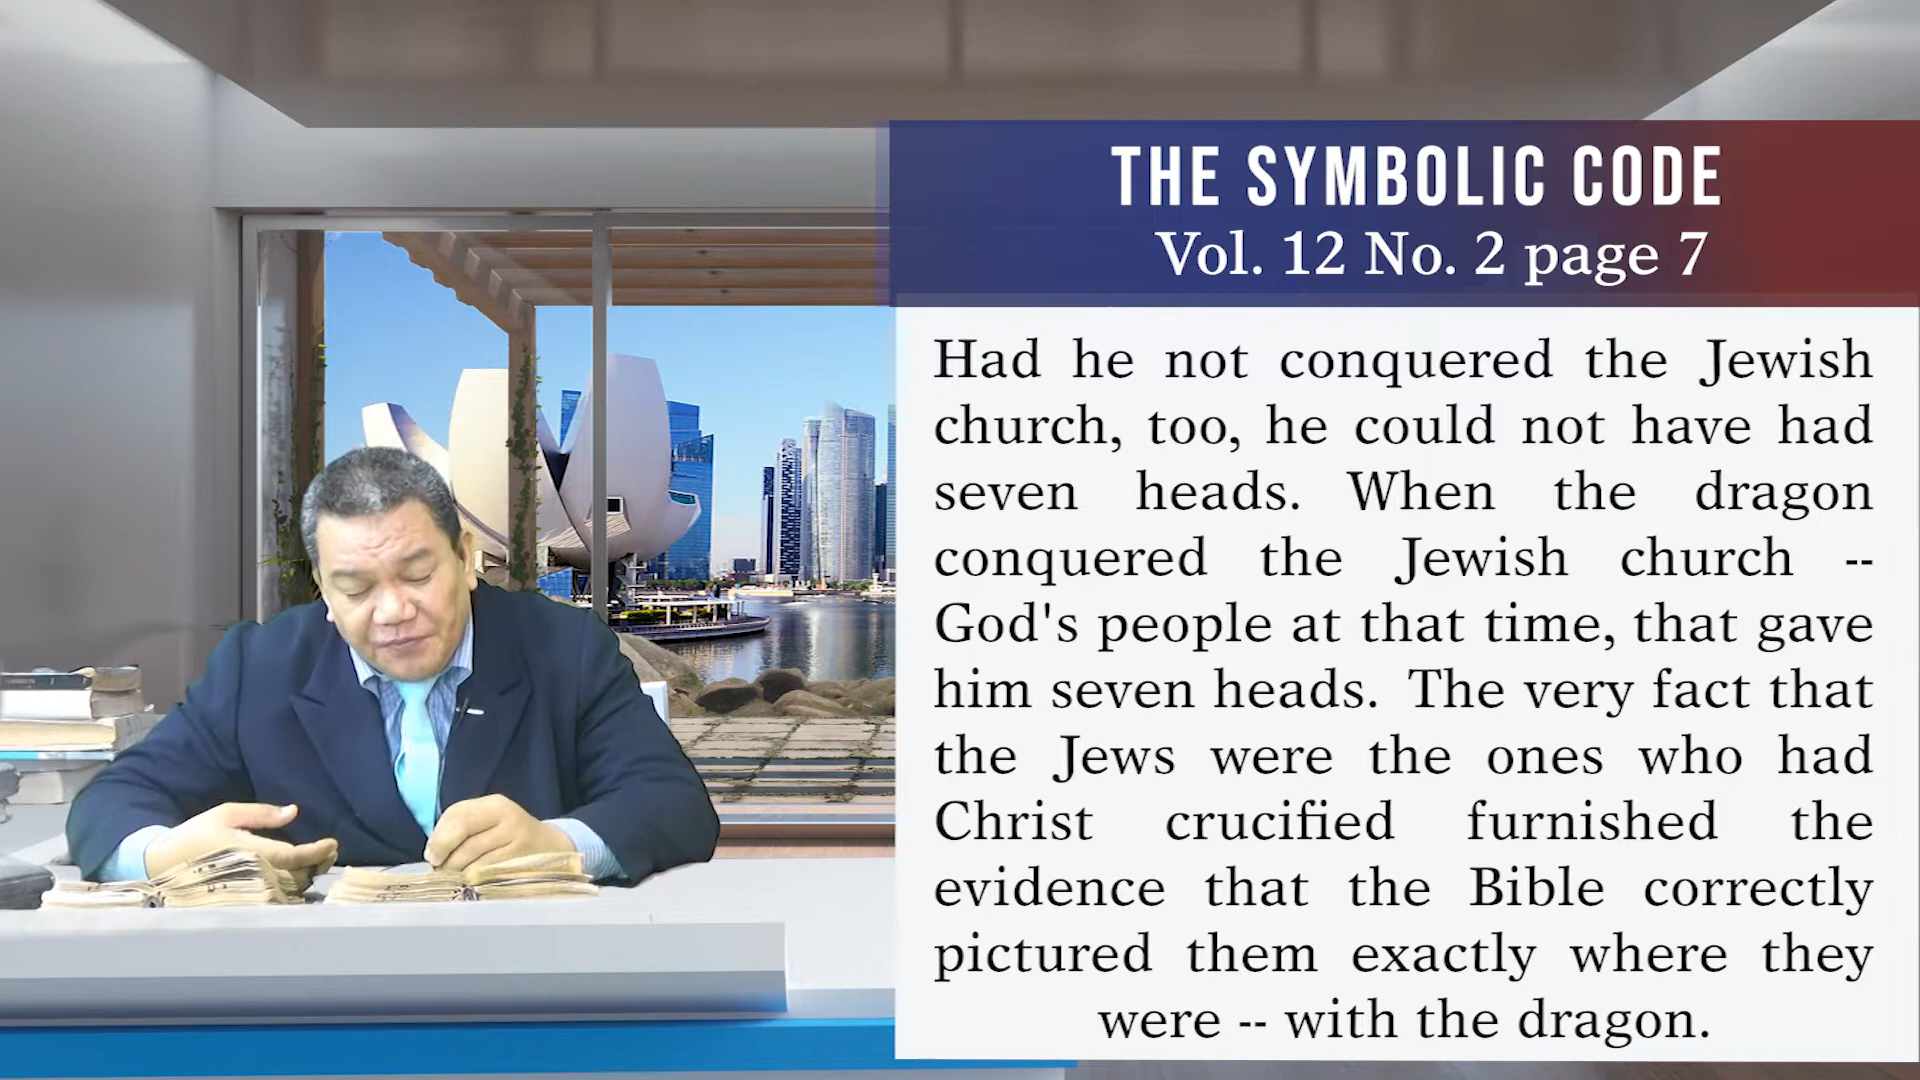 THE SYMBOLIC CODE
Vol. 12 No. 2 page 7
Had he not conquered the Jewish
church, too, he could not have had
seven heads. When the dragon
conquered the Jewish church --
God's people at that time, that gave
him seven heads. The very fact that
the Jews were the ones who had
Christ crucified furnished the
evidence that the Bible correctly
pictured them exactly where they
were -- with the dragon.